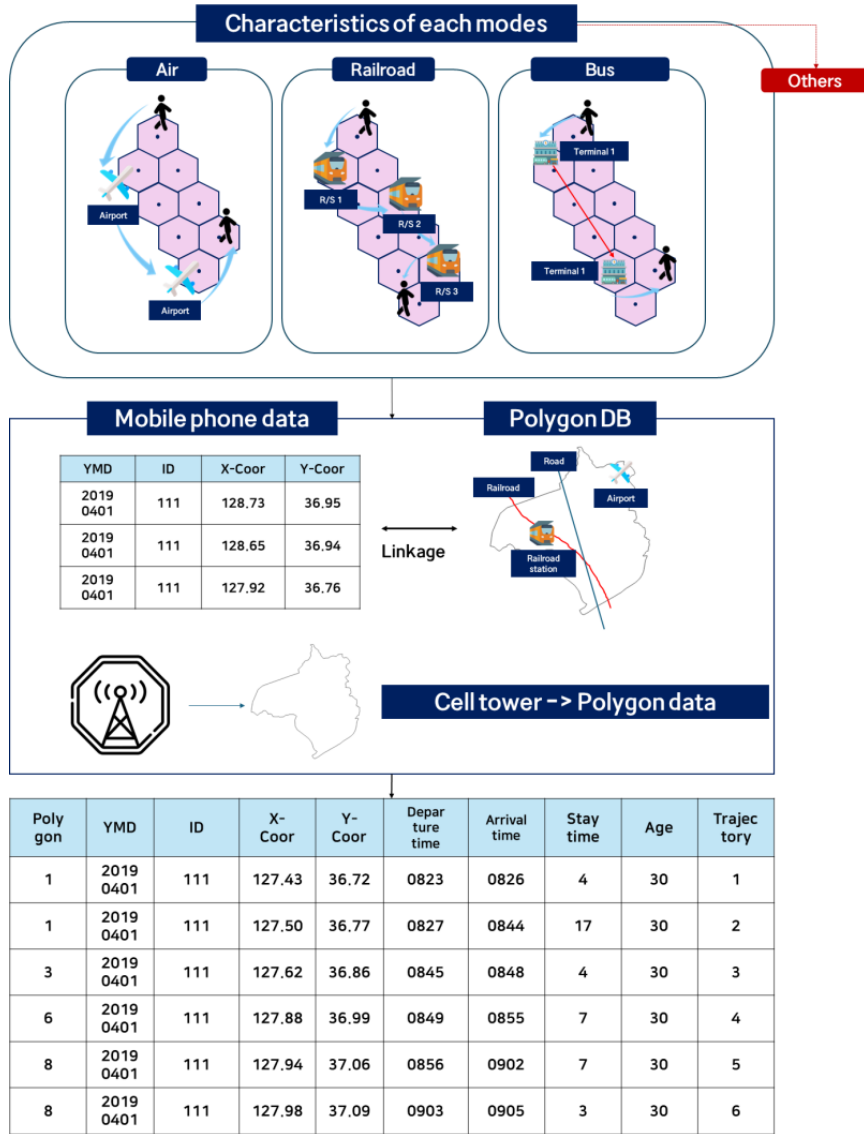 Characteristics of each modes
Others
Air
Railroad
Bus
Airport
Airport
R/S 1
R/S 2
R/S 3
Terminal 1
Terminal 1
Mobile phone data
Polygon DB
YMD ID X-Coor Y-Coor
2019
0401 111 128.73 36.95
2019
0401 111 128.65 36.94
2019
0401 111 127.92 36.76
Linkage
Road
Railroad
Airport
Railroad
station
Cell tower -> Polygon data
Poly
gon YMD ID X-
Coor Y-
Coor Depar
ture
time Arrival
time Stay
time Age Trajec
tory
1 2019
0401 111 127.43 36.72 0823 0826 4 30 1
1 2019
0401 111 127.50 36.77 0827 0844 17 30 2
3 2019
0401 111 127.62 36.86 0845 0848 4 30 3
6 2019
0401 111 127.88 36.99 0849 0855 7 30 4
8 2019
0401 111 127.94 37.06 0856 0902 7 30 5
8 2019
0401 111 127.98 37.09 0903 0905 3 30 6